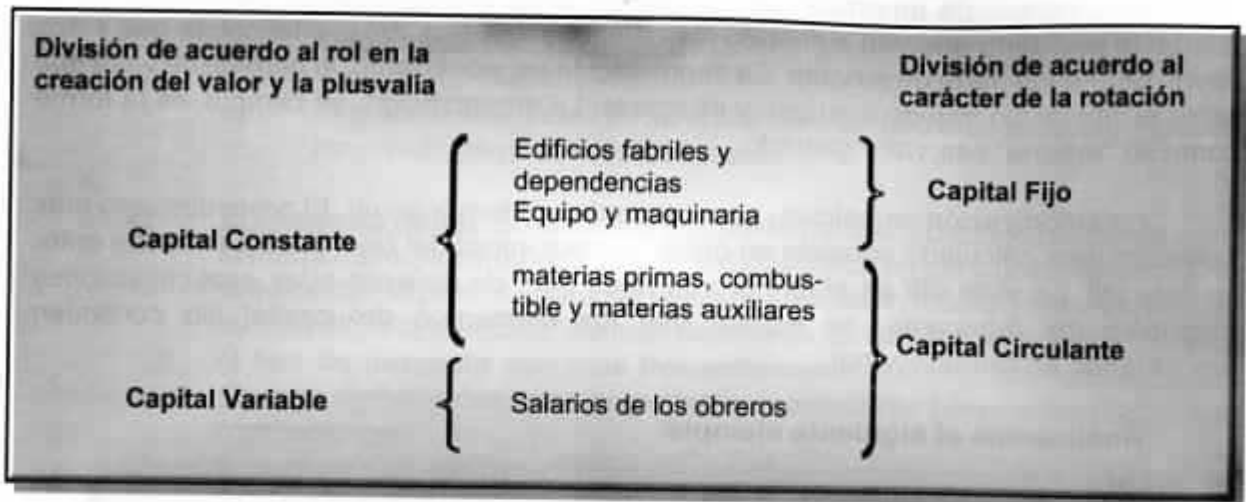 División de acuerdo al rol en la
creación del valor y la plusvalía
División de acuerdo al
carácter de la rotación
Capital Constante
Edificios fabriles y
dependencias
Equipo y maquinaria
materias primas, combus-
tible y materias auxiliares
Capital Fijo
Capital Variable
Salarios de los obreros
Capital Circulante